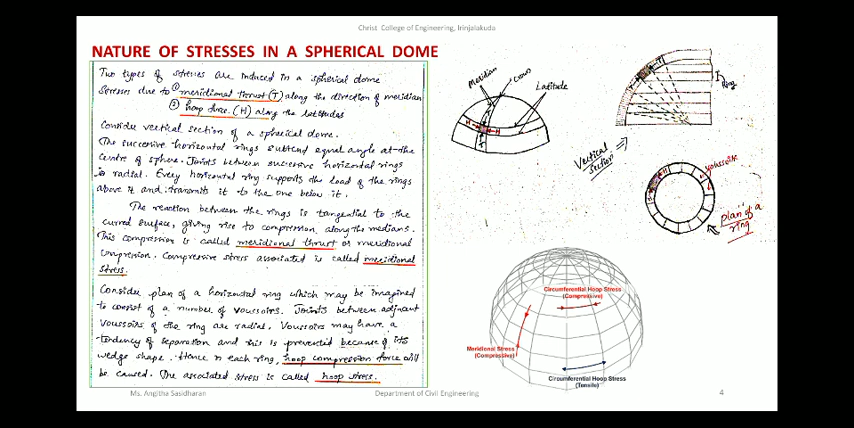 Christ College of Engineering, Irinjalakuda
NATURE OF STRESSES IN A SPHERICAL DOME
Two types of stresses are induced in a spherical dome
Stresses due to ① meridional thrust (T) along the direction of meridian
② hoop force (H) along the latitudes
Consider vertical section of a spherical dome.
The successive horizontal rings subtend equal angle at the
centre of sphere. Joints between successive horizontal rings
is radial. Every horizontal ring supports the load of the rings
above it and transmits it to the one below it.
The reaction between the rings is tangential to the
curved surface, giving rise to compression along the medians.
This compression is called meridional thrust or meridional
compression. Compressive stress associated is called meridional
stress.
Consider plan of a horizontal ring which may be imagined
to consist of a number of voussoirs. Joints between adjacent
voussoirs of the ring are radial. Voussoirs may have a
tendency of separation and this is prevented because of its
wedge shape. Hence in each ring, hoop compression force will
be caused. The associated stress is called hoop stress.
Meridian
Crown
Latitude
H
H
Ring
Vertical
Section
voussoir
plan of a
ring
Circumferential Hoop Stress
(Compressive)
Meridional Stress
(Compressive)
Circumferential Hoop Stress
(Tensile)
Ms. Angitha Sasidharan
Department of Civil Engineering
4